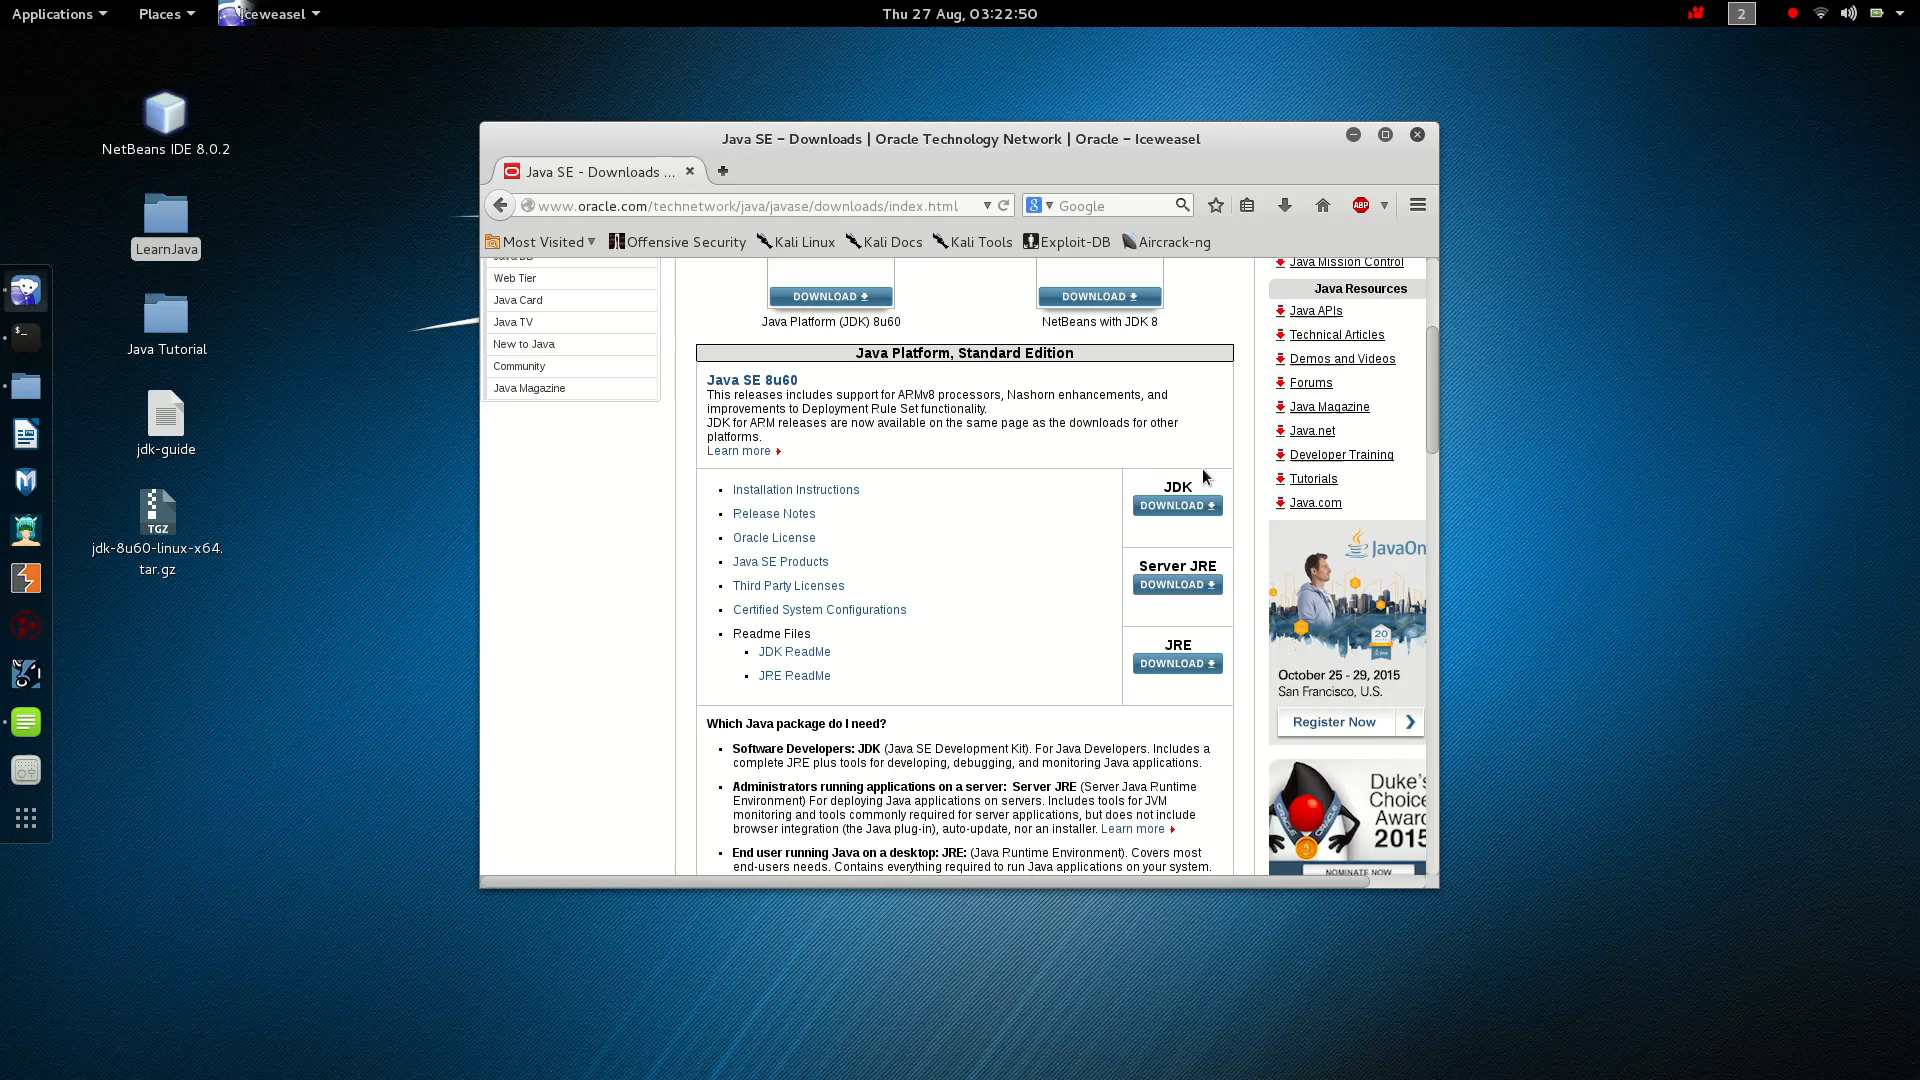 Applications
Places
Iceweasel
Thu 27 Aug, 03:22:50
2
NetBeans IDE 8.0.2
LearnJava
Java Tutorial
jdk-guide
TGZ
jdk-8u60-linux-x64.
tar.gz
Java SE – Downloads | Oracle Technology Network | Oracle – Iceweasel
Java SE - Downloads ...
www.oracle.com/technetwork/java/javase/downloads/index.html
Google
ABP
Most Visited
Offensive Security
Kali Linux
Kali Docs
Kali Tools
Exploit-DB
Aircrack-ng
Java DB
Web Tier
Java Card
Java TV
New to Java
Community
Java Magazine
DOWNLOAD
DOWNLOAD
Java Platform (JDK) 8u60
NetBeans with JDK 8
Java Platform, Standard Edition
Java SE 8u60
This releases includes support for ARMv8 processors, Nashorn enhancements, and
improvements to Deployment Rule Set functionality.
JDK for ARM releases are now available on the same page as the downloads for other
platforms.
Learn more
Installation Instructions
Release Notes
Oracle License
Java SE Products
Third Party Licenses
Certified System Configurations
Readme Files
JDK ReadMe
JRE ReadMe
JDK
DOWNLOAD
Server JRE
DOWNLOAD
JRE
DOWNLOAD
Which Java package do I need?
Software Developers: JDK (Java SE Development Kit). For Java Developers. Includes a
complete JRE plus tools for developing, debugging, and monitoring Java applications.
Administrators running applications on a server: Server JRE (Server Java Runtime
Environment) For deploying Java applications on servers. Includes tools for JVM
monitoring and tools commonly required for server applications, but does not include
browser integration (the Java plug-in), auto-update, nor an installer. Learn more
End user running Java on a desktop: JRE: (Java Runtime Environment). Covers most
end-users needs. Contains everything required to run Java applications on your system.
Java Mission Control
Java Resources
Java APIs
Technical Articles
Demos and Videos
Forums
Java Magazine
Java.net
Developer Training
Tutorials
Java.com
JavaOn
20
October 25 - 29, 2015
San Francisco, U.S.
Register Now
Duke's
Choice
Award
2015
NOMINATE NOW